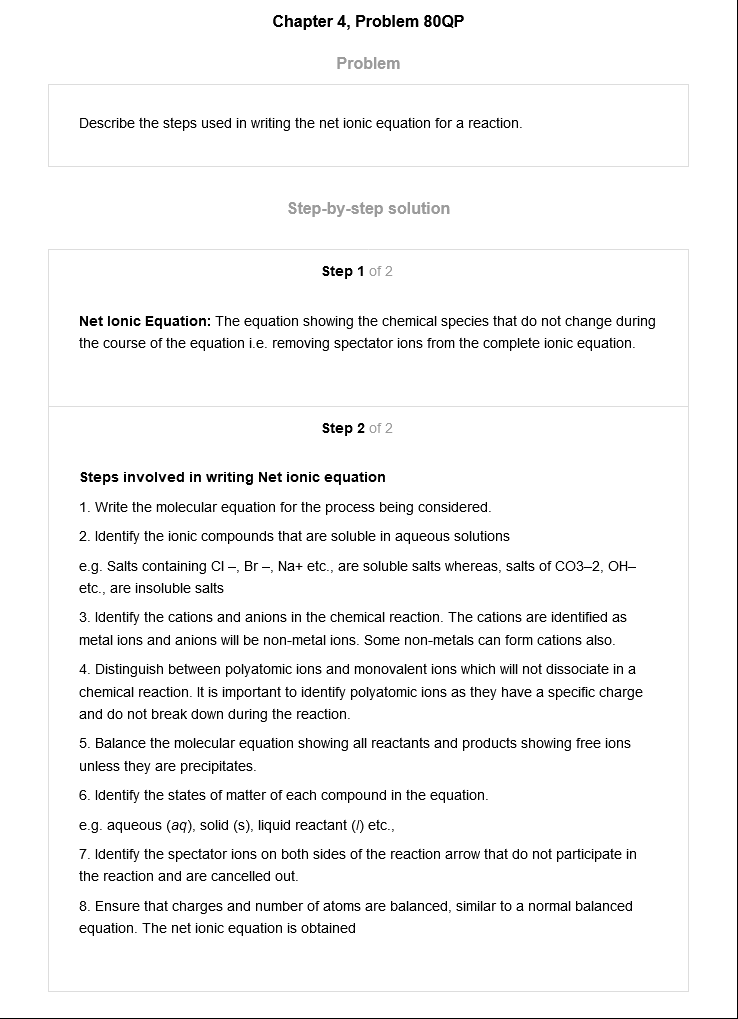 Chapter 4, Problem 80QP
Problem
Describe the steps used in writing the net ionic equation for a reaction.
Step-by-step solution
Step 1 of 2
Net Ionic Equation: The equation showing the chemical species that do not change during
the course of the equation i.e. removing spectator ions from the complete ionic equation.
Step 2 of 2
Steps involved in writing Net ionic equation
1. Write the molecular equation for the process being considered.
2. Identify the ionic compounds that are soluble in aqueous solutions
e.g. Salts containing Cl –, Br –, Na+ etc., are soluble salts whereas, salts of CO3–2, OH–
etc., are insoluble salts
3. Identify the cations and anions in the chemical reaction. The cations are identified as
metal ions and anions will be non-metal ions. Some non-metals can form cations also.
4. Distinguish between polyatomic ions and monovalent ions which will not dissociate in a
chemical reaction. It is important to identify polyatomic ions as they have a specific charge
and do not break down during the reaction.
5. Balance the molecular equation showing all reactants and products showing free ions
unless they are precipitates.
6. Identify the states of matter of each compound in the equation.
e.g. aqueous (aq), solid (s), liquid reactant (l) etc.,
7. Identify the spectator ions on both sides of the reaction arrow that do not participate in
the reaction and are cancelled out.
8. Ensure that charges and number of atoms are balanced, similar to a normal balanced
equation. The net ionic equation is obtained